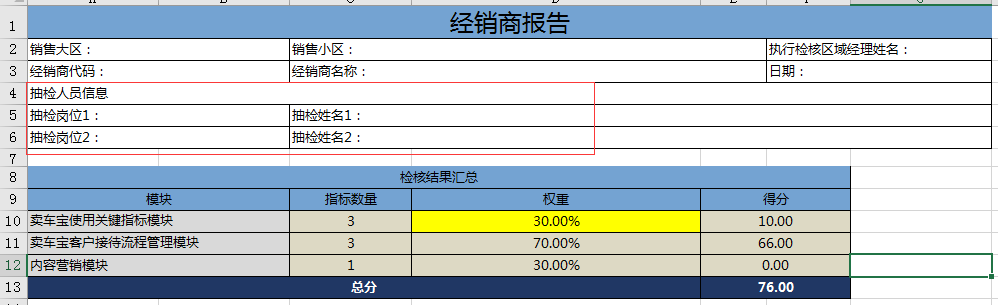 1 经销商报告
2 销售大区： 销售小区： 执行检核区域经理姓名：
3 经销商代码： 经销商名称： 日期：
4 抽检人员信息
5 抽检岗位1： 抽检姓名1：
6 抽检岗位2： 抽检姓名2：
7
8 检核结果汇总
9 模块 指标数量 权重 得分
10 卖车宝使用关键指标模块 3 30.00% 10.00
11 卖车宝客户接待流程管理模块 3 70.00% 66.00
12 内容营销模块 1 30.00% 0.00
13 总分 76.00